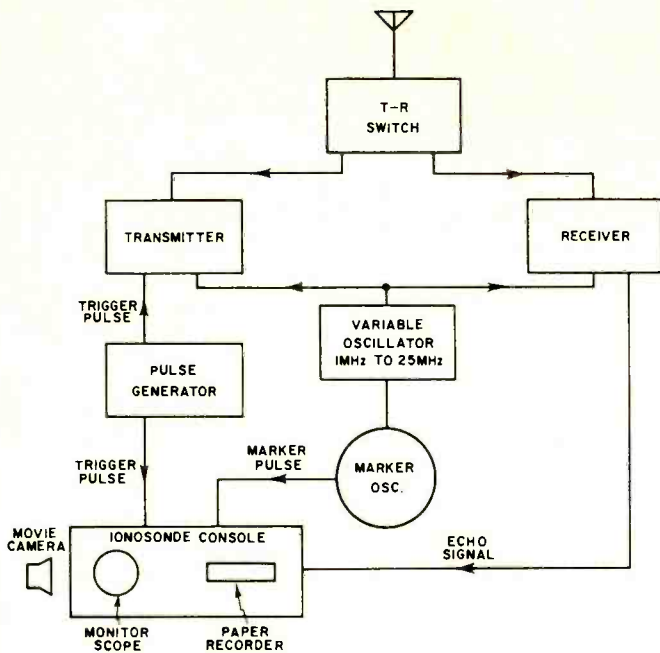 T-R
SWITCH
TRANSMITTER
RECEIVER
TRIGGER
PULSE
VARIABLE
OSCILLATOR
1MHz TO 25MHz
PULSE
GENERATOR
TRIGGER
PULSE
MARKER
PULSE
MARKER
OSC.
MOVIE
CAMERA
IONOSONDE CONSOLE
ECHO
SIGNAL
MONITOR
SCOPE
PAPER
RECORDER